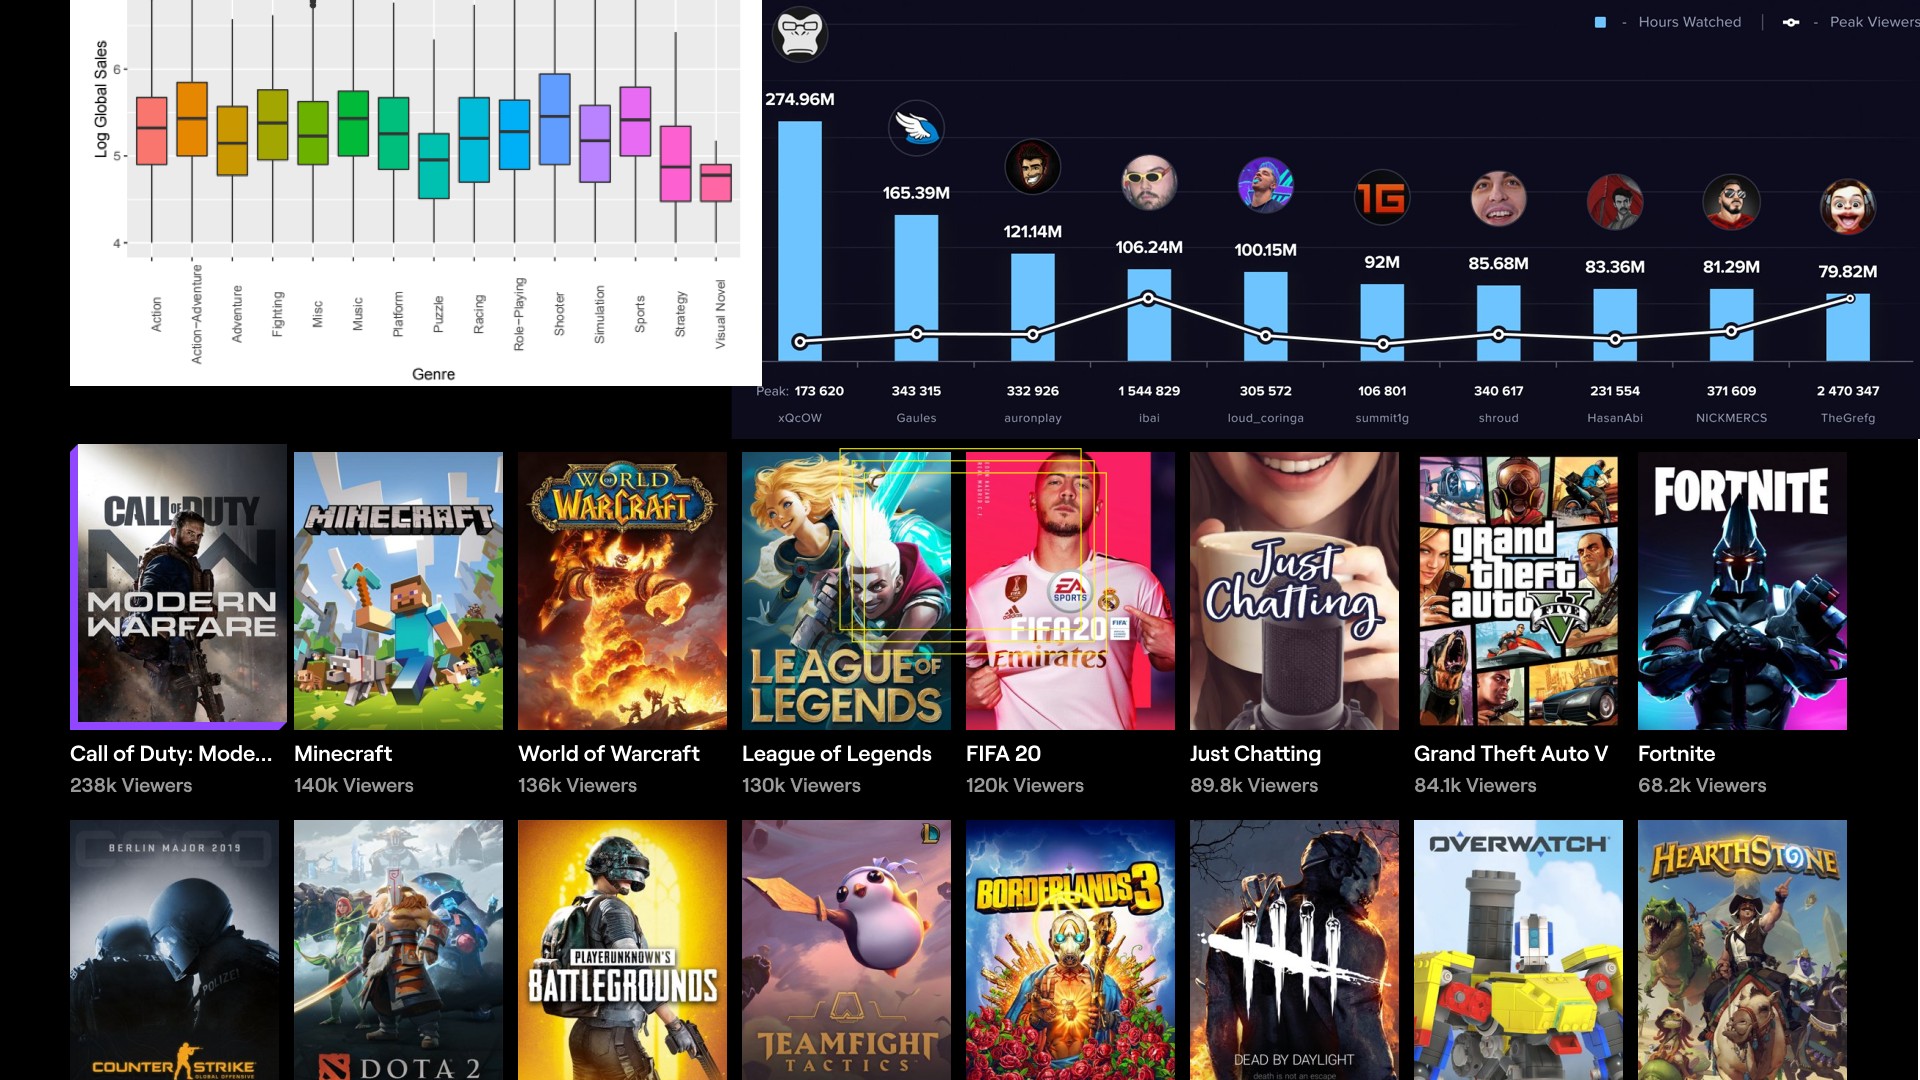 Log Global Sales
6
5
4
Action
Action-Adventure
Adventure
Fighting
Misc
Music
Platform
Puzzle
Racing
Role-Playing
Shooter
Simulation
Sports
Strategy
Visual Novel
Genre
- Hours Watched | - Peak Viewers
274.96M
165.39M
121.14M
106.24M
100.15M
1G
92M
85.68M
83.36M
81.29M
79.82M
Peak: 173 620 343 315 332 926 1 544 829 305 572 106 801 340 617 231 554 371 609 2 470 347
xQcOW Gaules auronplay ibai loud_coringa summit1g shroud HasanAbi NICKMERCS TheGrefg
CALL OF DUTY
MW
MODERN
WARFARE
MINECRAFT
WORLD
OF
WARCRAFT
LEAGUE OF
LEGENDS
EA
SPORTS
FIFA20
FIFA
Emirates
Just
Chatting
grand
theft
auto
V
FIVE
FORTNITE
Call of Duty: Mode... Minecraft World of Warcraft League of Legends FIFA 20 Just Chatting Grand Theft Auto V Fortnite
238k Viewers 140k Viewers 136k Viewers 130k Viewers 120k Viewers 89.8k Viewers 84.1k Viewers 68.2k Viewers
CS:GO
BERLIN MAJOR 2019
POLIZEI
COUNTER STRIKE
GLOBAL OFFENSIVE
DOTA 2
PLAYERUNKNOWN'S
BATTLEGROUNDS
L
TEAMFIGHT
TACTICS
BORDERLANDS 3
DEAD BY DAYLIGHT
death is not an escape
OVERWATCH
HEARTHSTONE